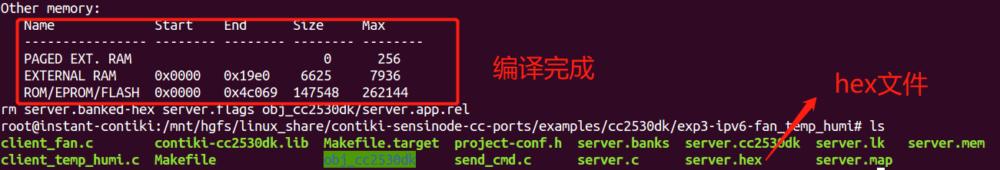 Other memory:
Name Start End Size Max
---------------- -------- -------- -------- --------
PAGED EXT. RAM 0 256
EXTERNAL RAM 0x0000 0x19e0 6625 7936
ROM/EPROM/FLASH 0x0000 0x4c069 147548 262144
编译完成
hex文件
rm server.banked-hex server.flags obj_cc2530dk/server.app.rel
root@instant-contiki:/mnt/hgfs/linux_share/contiki-sensinode-cc-ports/examples/cc2530dk/exp3-ipv6-fan_temp_humi# ls
client_fan.c contiki-cc2530dk.lib Makefile.target project-conf.h server.banks server.cc2530dk server.lk server.mem
client_temp_humi.c Makefile obj_cc2530dk send_cmd.c server.c server.hex server.map